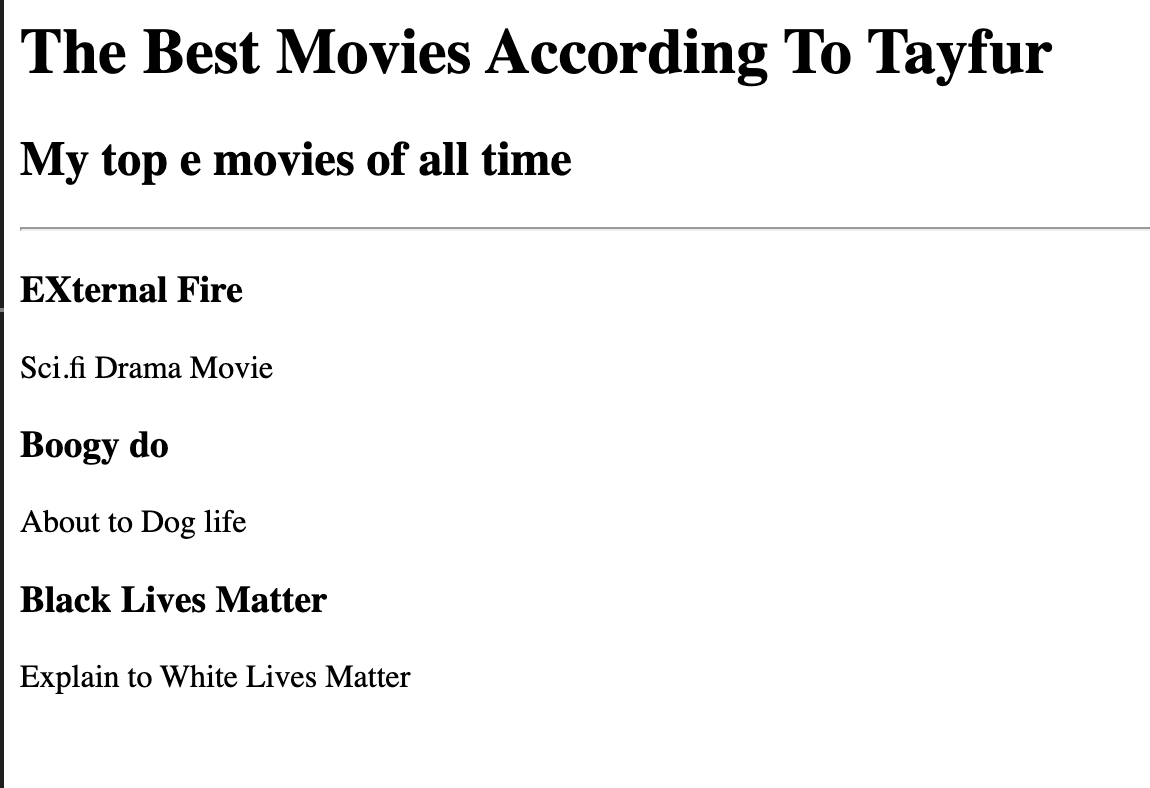 The Best Movies According To Tayfur
My top e movies of all time
EXternal Fire
Sci.fi Drama Movie
Boogy do
About to Dog life
Black Lives Matter
Explain to White Lives Matter